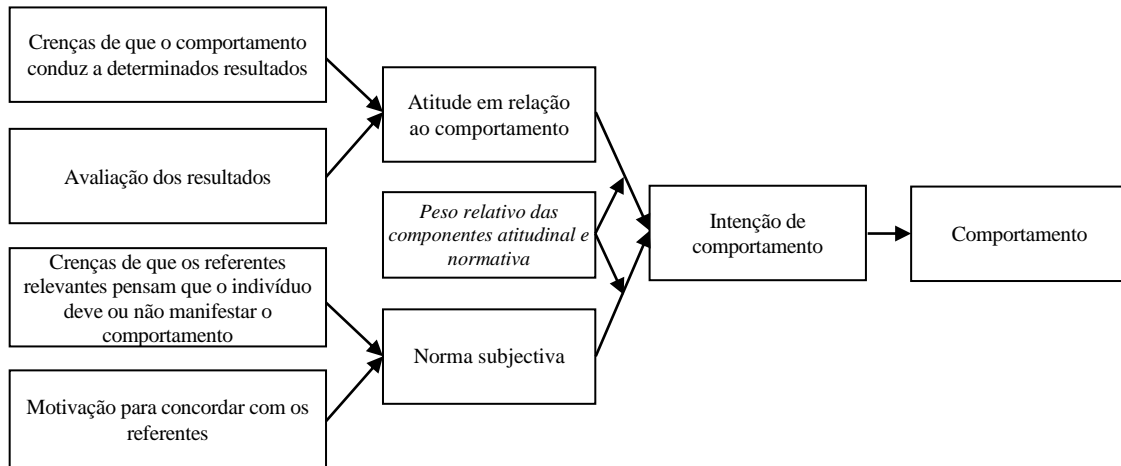 Crenças de que o comportamento
conduz a determinados resultados
Avaliação dos resultados
Crenças de que os referentes
relevantes pensam que o indivíduo
deve ou não manifestar o
comportamento
Motivação para concordar com os
referentes
Atitude em relação
ao comportamento
Peso relativo das
componentes atitudinal e
normativa
Norma subjectiva
Intenção de
comportamento
Comportamento